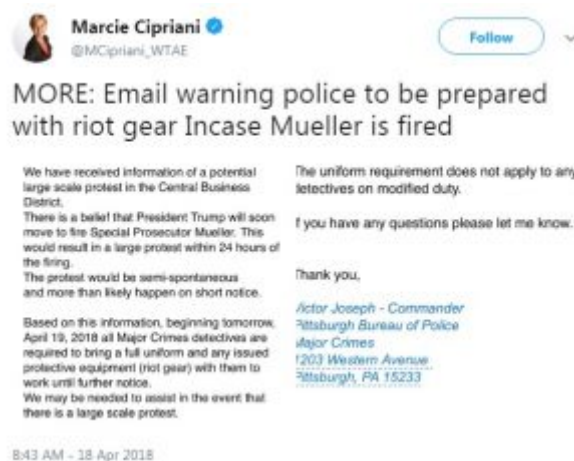 Marcie Cipriani
@MCipriani_WTAE
Follow
MORE: Email warning police to be prepared
with riot gear Incase Mueller is fired
We have received information of a potential
large scale protest in the Central Business
District.
There is a belief that President Trump will soon
move to fire Special Prosecutor Mueller. This
would result in a large protest within 24 hours of
the firing.
The protest would be semi-spontaneous
and more than likely happen on short notice.
Based on this information, beginning tomorrow,
April 19, 2018 all Major Crimes detectives are
required to bring a full uniform and any issued
protective equipment (riot gear) with them to
work until further notice.
We may be needed to assist in the event that
there is a large scale protest.
The uniform requirement does not apply to any
detectives on modified duty.
f you have any questions please let me know.
Thank you,
Victor Joseph - Commander
Pittsburgh Bureau of Police
Major Crimes
1203 Western Avenue
Pittsburgh, PA 15233
8:43 AM - 18 Apr 2018